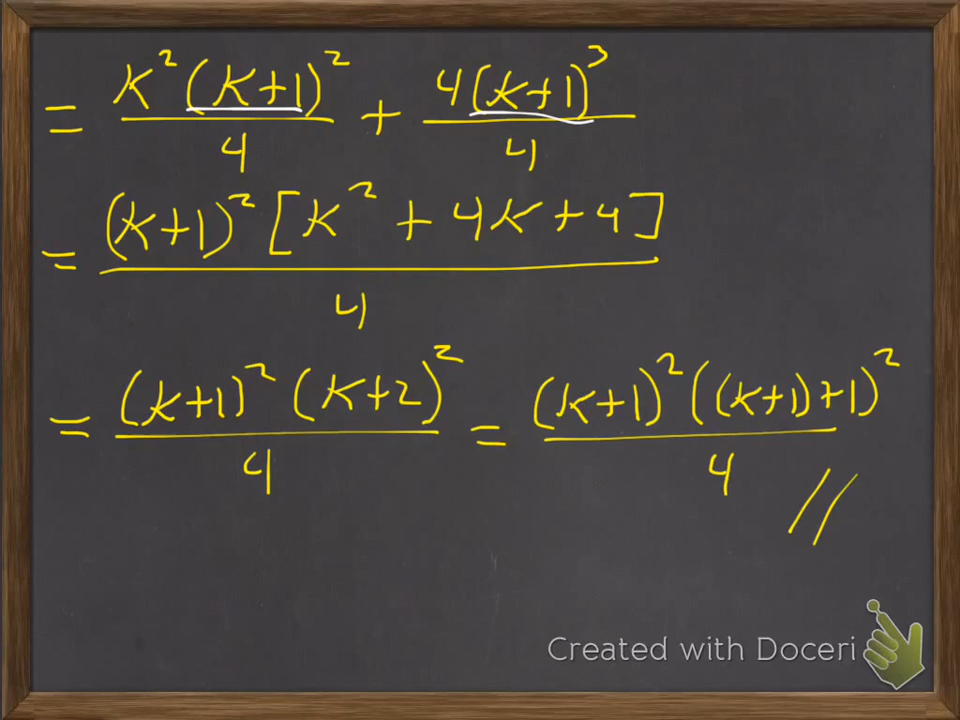 = k²(k+1)²/4 + 4(k+1)³/4
= (k+1)²[k² + 4k + 4]/4
= (k+1)²(k+2)²/4 = (k+1)²((k+1)+1)²/4 //
Created with Doceri